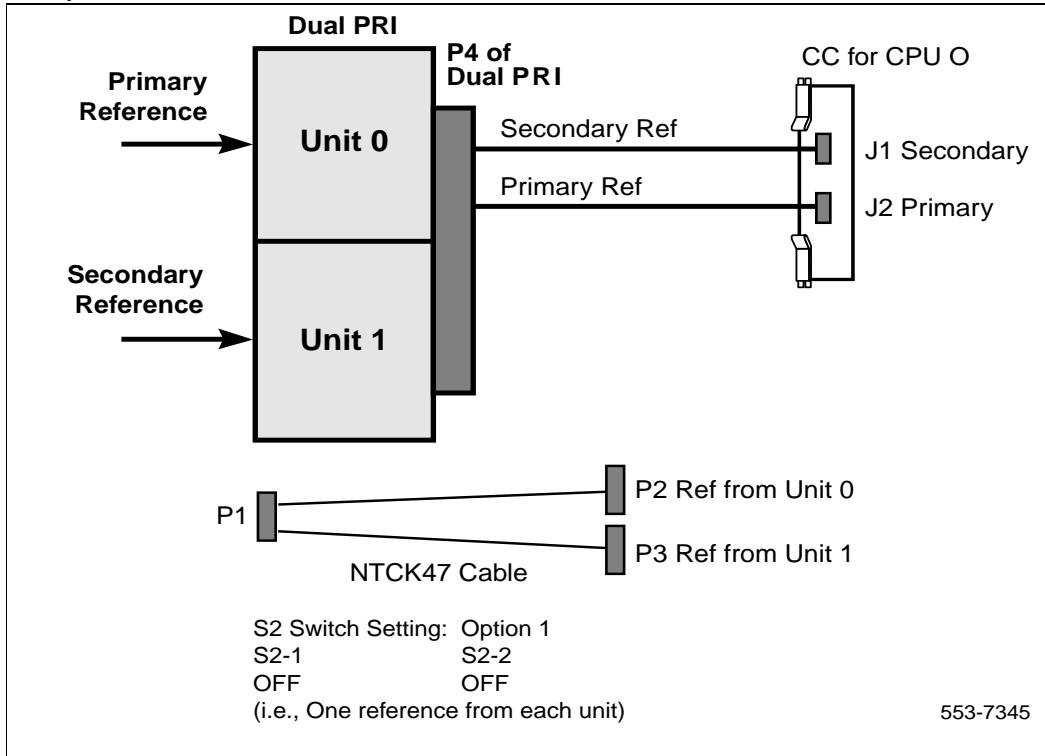 Dual PRI
P4 of
Dual PRI
CC for CPU O
Primary
Reference
Unit 0
Secondary Ref
J1 Secondary
Primary Ref
J2 Primary
Secondary
Reference
Unit 1
P1
P2 Ref from Unit 0
P3 Ref from Unit 1
NTCK47 Cable
S2 Switch Setting: Option 1
S2-1 S2-2
OFF OFF
(i.e., One reference from each unit)
553-7345